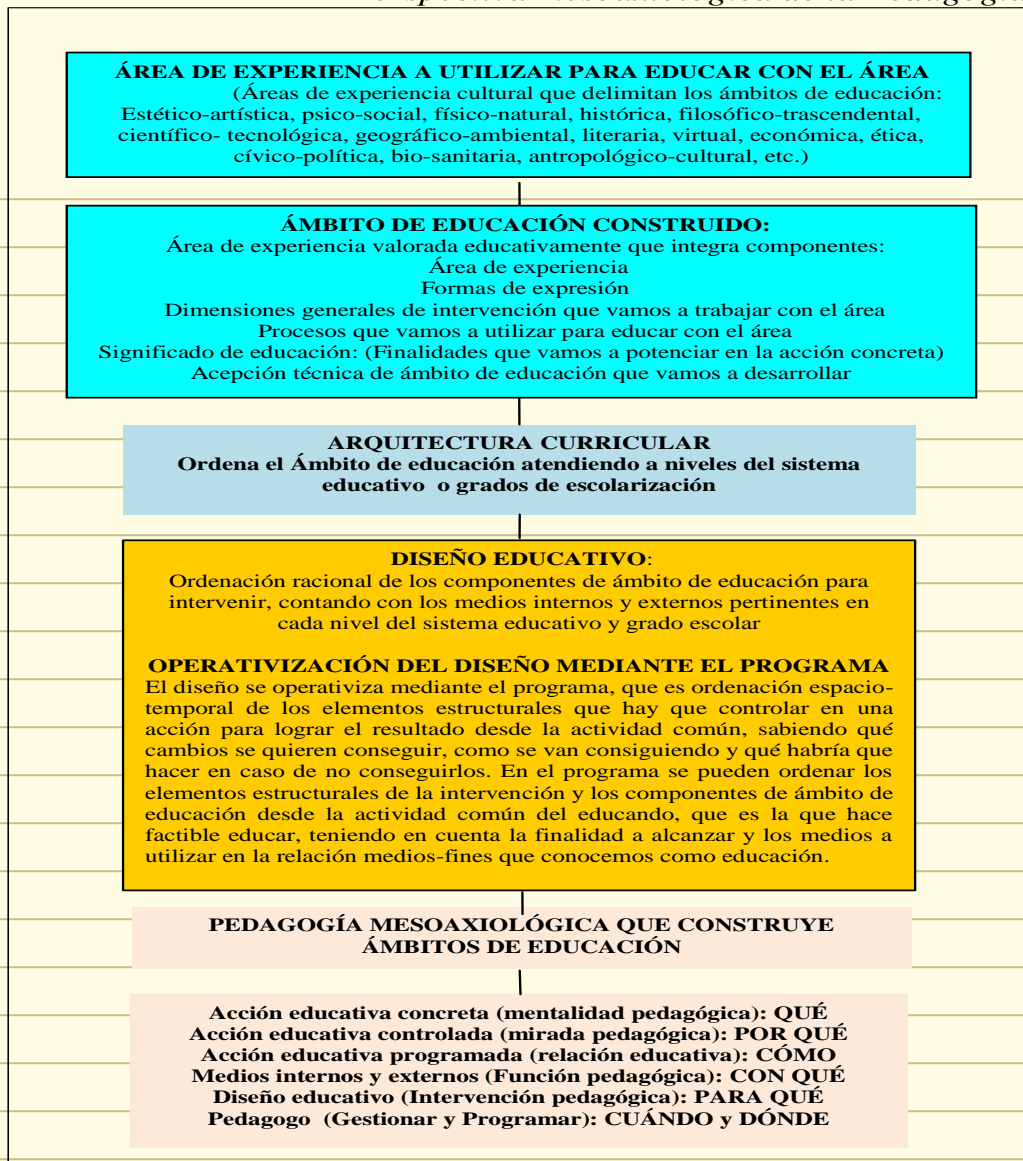 ÁREA DE EXPERIENCIA A UTILIZAR PARA EDUCAR CON EL ÁREA
(Áreas de experiencia cultural que delimitan los ámbitos de educación:
Estético-artística, psico-social, físico-natural, histórica, filosófico-trascendental,
científico- tecnológica, geográfico-ambiental, literaria, virtual, económica, ética,
cívico-política, bio-sanitaria, antropológico-cultural, etc.)
ÁMBITO DE EDUCACIÓN CONSTRUIDO:
Área de experiencia valorada educativamente que integra componentes:
Área de experiencia
Formas de expresión
Dimensiones generales de intervención que vamos a trabajar con el área
Procesos que vamos a utilizar para educar con el área
Significado de educación: (Finalidades que vamos a potenciar en la acción concreta)
Acepción técnica de ámbito de educación que vamos a desarrollar
ARQUITECTURA CURRICULAR
Ordena el Ámbito de educación atendiendo a niveles del sistema
educativo o grados de escolarización
DISEÑO EDUCATIVO:
Ordenación racional de los componentes de ámbito de educación para
intervenir, contando con los medios internos y externos pertinentes en
cada nivel del sistema educativo y grado escolar
OPERATIVIZACIÓN DEL DISEÑO MEDIANTE EL PROGRAMA
El diseño se operativiza mediante el programa, que es ordenación espacio-
temporal de los elementos estructurales que hay que controlar en una
acción para lograr el resultado desde la actividad común, sabiendo qué
cambios se quieren conseguir, como se van consiguiendo y qué habría que
hacer en caso de no conseguirlos. En el programa se pueden ordenar los
elementos estructurales de la intervención y los componentes de ámbito de
educación desde la actividad común del educando, que es la que hace
factible educar, teniendo en cuenta la finalidad a alcanzar y los medios a
utilizar en la relación medios-fines que conocemos como educación.
PEDAGOGÍA MESOAXIOLÓGICA QUE CONSTRUYE
ÁMBITOS DE EDUCACIÓN
Acción educativa concreta (mentalidad pedagógica): QUÉ
Acción educativa controlada (mirada pedagógica): POR QUÉ
Acción educativa programada (relación educativa): CÓMO
Medios internos y externos (Función pedagógica): CON QUÉ
Diseño educativo (Intervención pedagógica): PARA QUÉ
Pedagogo (Gestionar y Programar): CUÁNDO y DÓNDE